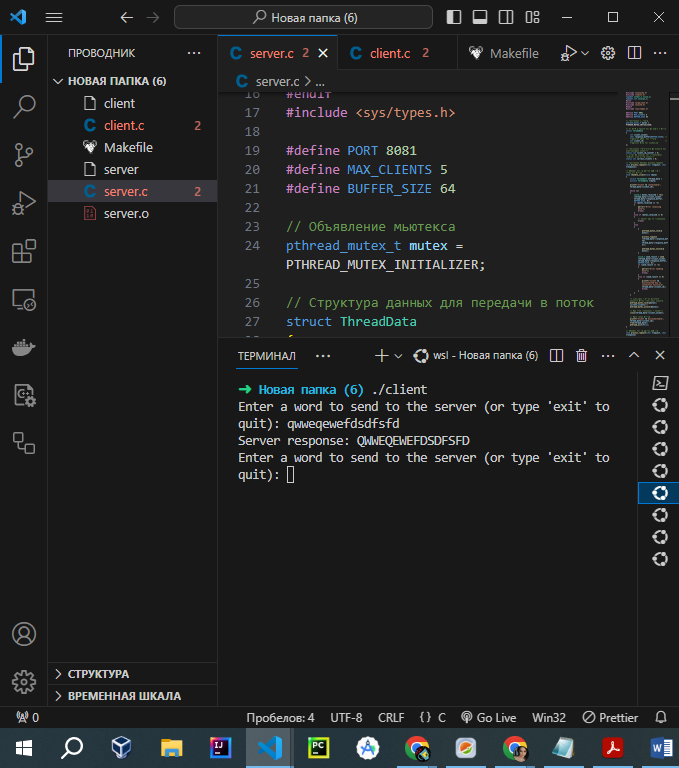 Новая папка (6)
ПРОВОДНИК
НОВАЯ ПАПКА (6)
client
client.c 2
Makefile
server
server.c 2
server.o
СТРУКТУРА
ВРЕМЕННАЯ ШКАЛА
server.c 2
client.c 2
Makefile
server.c > ...
16 #endif
17 #include <sys/types.h>
18
19 #define PORT 8081
20 #define MAX_CLIENTS 5
21 #define BUFFER_SIZE 64
22
23 // Объявление мьютекса
24 pthread_mutex_t mutex =
PTHREAD_MUTEX_INITIALIZER;
25
26 // Структура данных для передачи в поток
27 struct ThreadData
ТЕРМИНАЛ
wsl - Новая папка (6)
→ Новая папка (6) ./client
Enter a word to send to the server (or type 'exit' to
quit): qwweqewefdsdfsfd
Server response: QWWEQEWEFDSDFSFD
Enter a word to send to the server (or type 'exit' to
quit):
0
Пробелов: 4
UTF-8
CRLF
{ } C
Go Live
Win32
Prettier